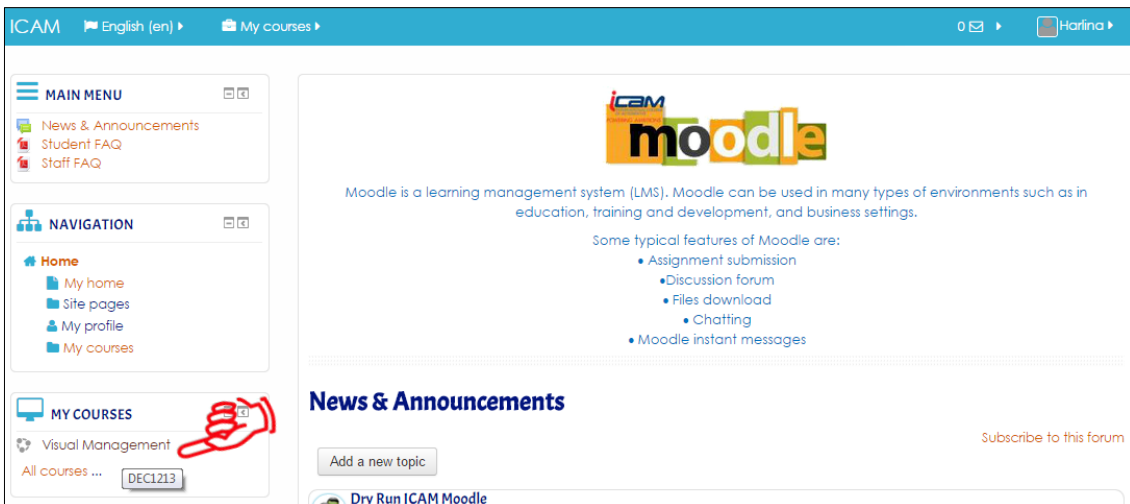 ICAM English (en) My courses 0 Harlina
MAIN MENU
News & Announcements
Student FAQ
Staff FAQ
NAVIGATION
Home
My home
Site pages
My profile
My courses
MY COURSES
Visual Management
All courses ...
DEC1213
icam
moodle
Moodle is a learning management system (LMS). Moodle can be used in many types of environments such as in
education, training and development, and business settings.
Some typical features of Moodle are:
• Assignment submission
•Discussion forum
• Files download
• Chatting
• Moodle instant messages
News & Announcements
Subscribe to this forum
Add a new topic
Dry Run ICAM Moodle